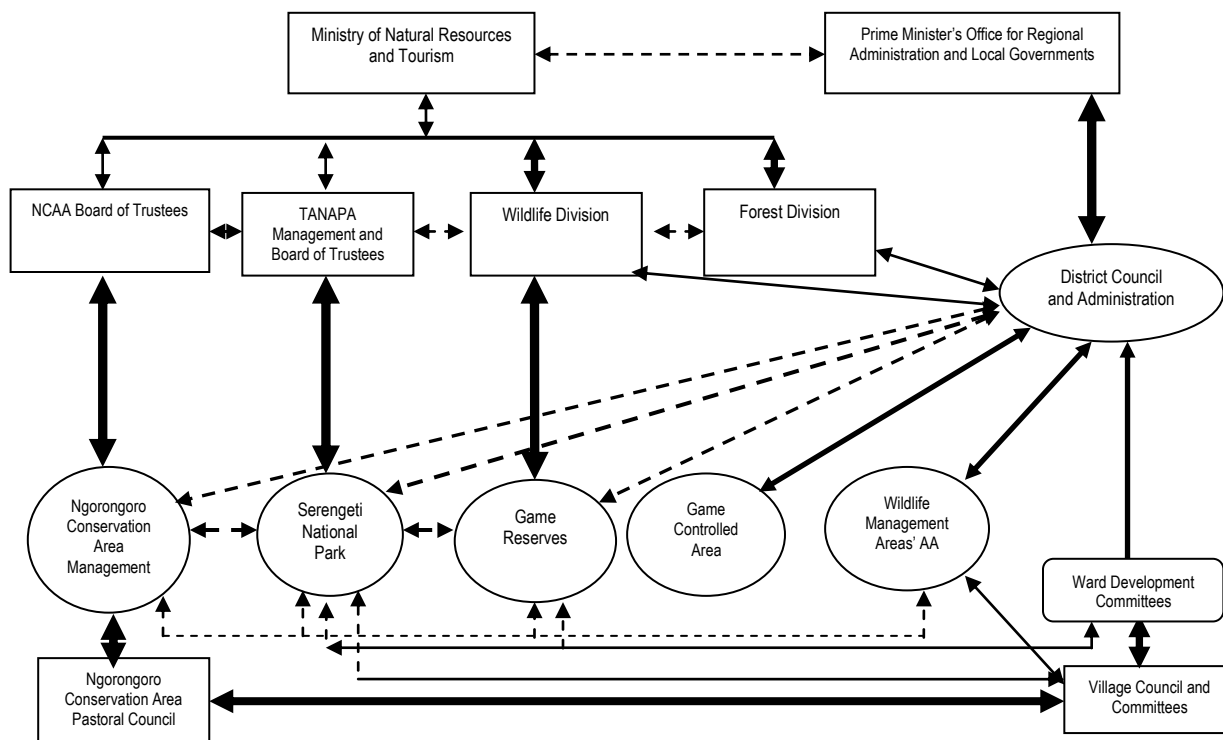 Ministry of Natural Resources
and Tourism
Prime Minister's Office for Regional
Administration and Local Governments
NCAA Board of Trustees
TANAPA
Management and
Board of Trustees
Wildlife Division
Forest Division
District Council
and Administration
Ngorongoro
Conservation
Area
Management
Serengeti
National
Park
Game
Reserves
Game
Controlled
Area
Wildlife
Management
Areas' AA
Ward Development
Committees
Ngorongoro
Conservation Area
Pastoral Council
Village Council and
Committees